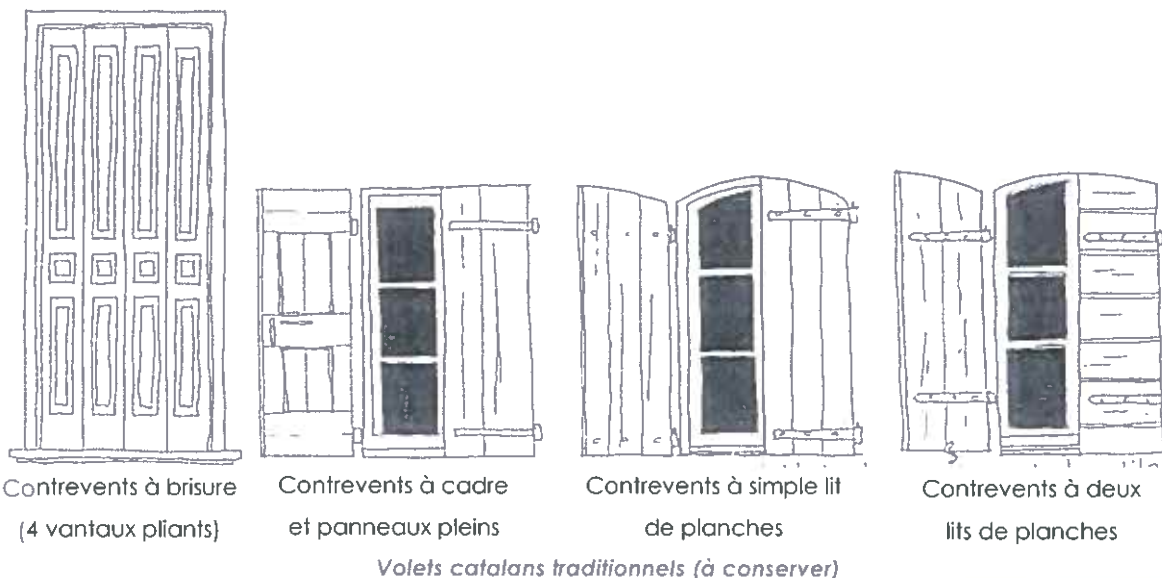 Contrevents à brisure
(4 vantaux pliants)
Contrevents à cadre
et panneaux pleins
Contrevents à simple lit
de planches
Contrevents à deux
lits de planches
Volets catalans traditionnels (à conserver)